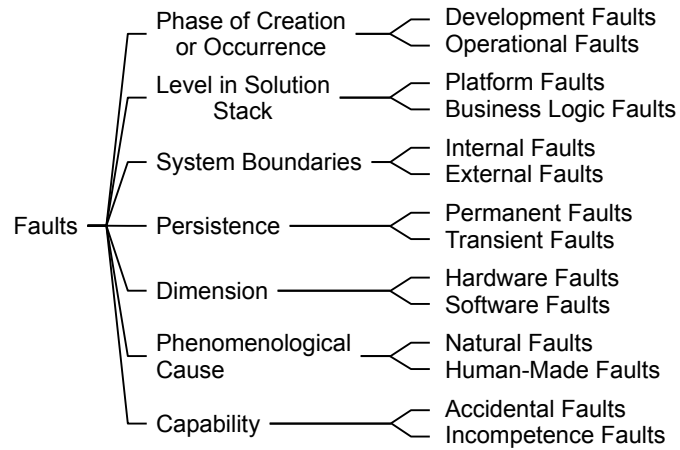 Faults
Phase of Creation
or Occurrence
Development Faults
Operational Faults
Level in Solution
Stack
Platform Faults
Business Logic Faults
System Boundaries
Internal Faults
External Faults
Persistence
Permanent Faults
Transient Faults
Dimension
Hardware Faults
Software Faults
Phenomenological
Cause
Natural Faults
Human-Made Faults
Capability
Accidental Faults
Incompetence Faults